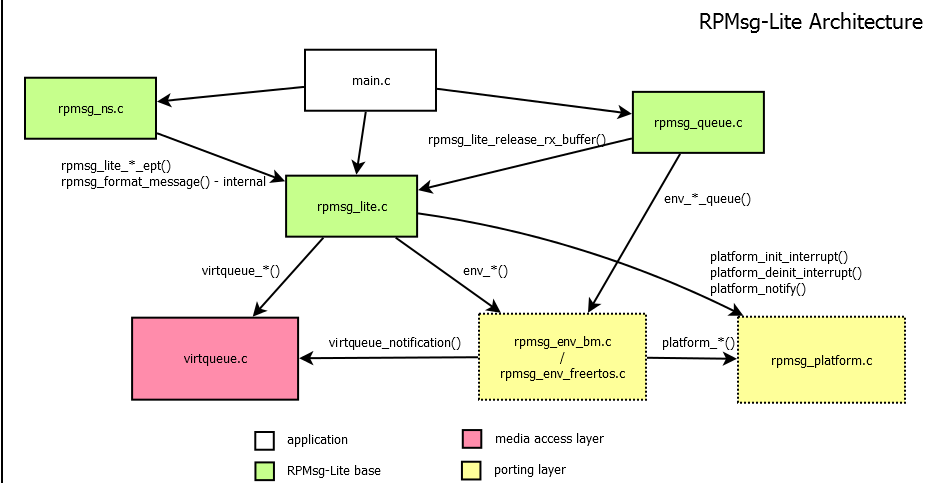 RPMsg-Lite Architecture
main.c
rpmsg_ns.c
rpmsg_queue.c
rpmsg_lite_release_rx_buffer()
rpmsg_lite_*_ept()
rpmsg_format_message() - internal
rpmsg_lite.c
env_*_queue()
platform_init_interrupt()
platform_deinit_interrupt()
platform_notify()
virtqueue_*()
env_*()
virtqueue.c
virtqueue_notification()
rpmsg_env_bm.c
/
rpmsg_env_freertos.c
platform_*()
rpmsg_platform.c
application
media access layer
RPMsg-Lite base
porting layer